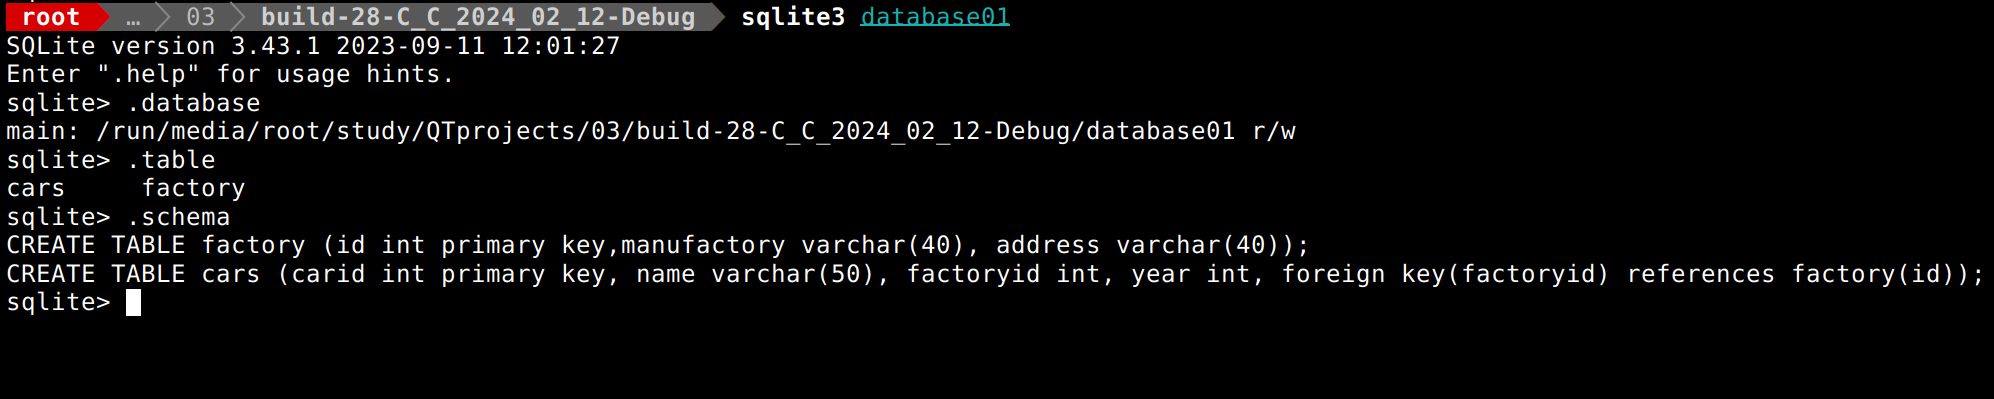 root … 03 build-28-C_C_2024_02_12-Debug sqlite3 database01
SQLite version 3.43.1 2023-09-11 12:01:27
Enter ".help" for usage hints.
sqlite> .database
main: /run/media/root/study/QTprojects/03/build-28-C_C_2024_02_12-Debug/database01 r/w
sqlite> .table
cars     factory
sqlite> .schema
CREATE TABLE factory (id int primary key,manufactory varchar(40), address varchar(40));
CREATE TABLE cars (carid int primary key, name varchar(50), factoryid int, year int, foreign key(factoryid) references factory(id));
sqlite>